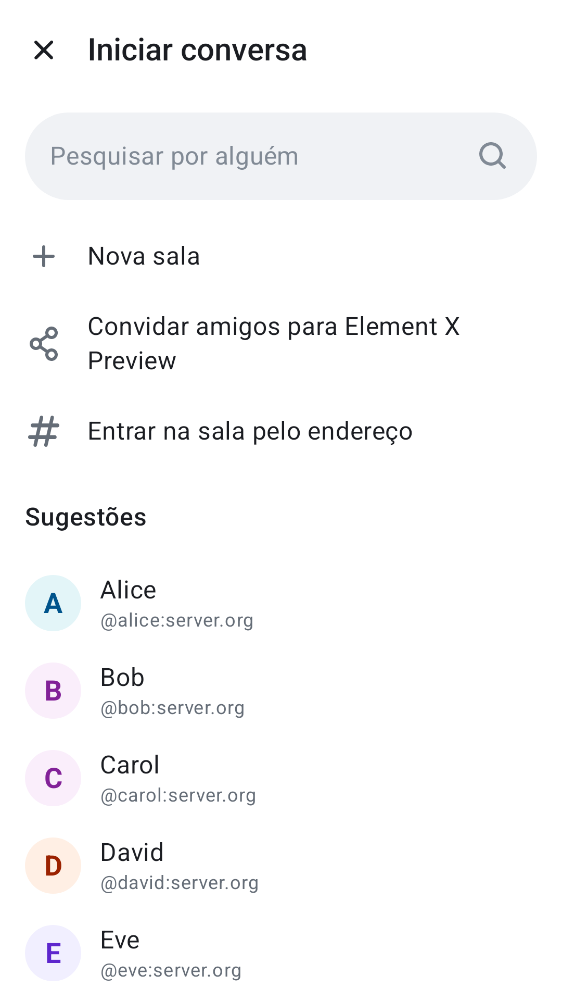 Iniciar conversa
Pesquisar por alguém
Nova sala
Convidar amigos para Element X
Preview
Entrar na sala pelo endereço
Sugestões
A
Alice
@alice:server.org
B
Bob
@bob:server.org
C
Carol
@carol:server.org
D
David
@david:server.org
E
Eve
@eve:server.org